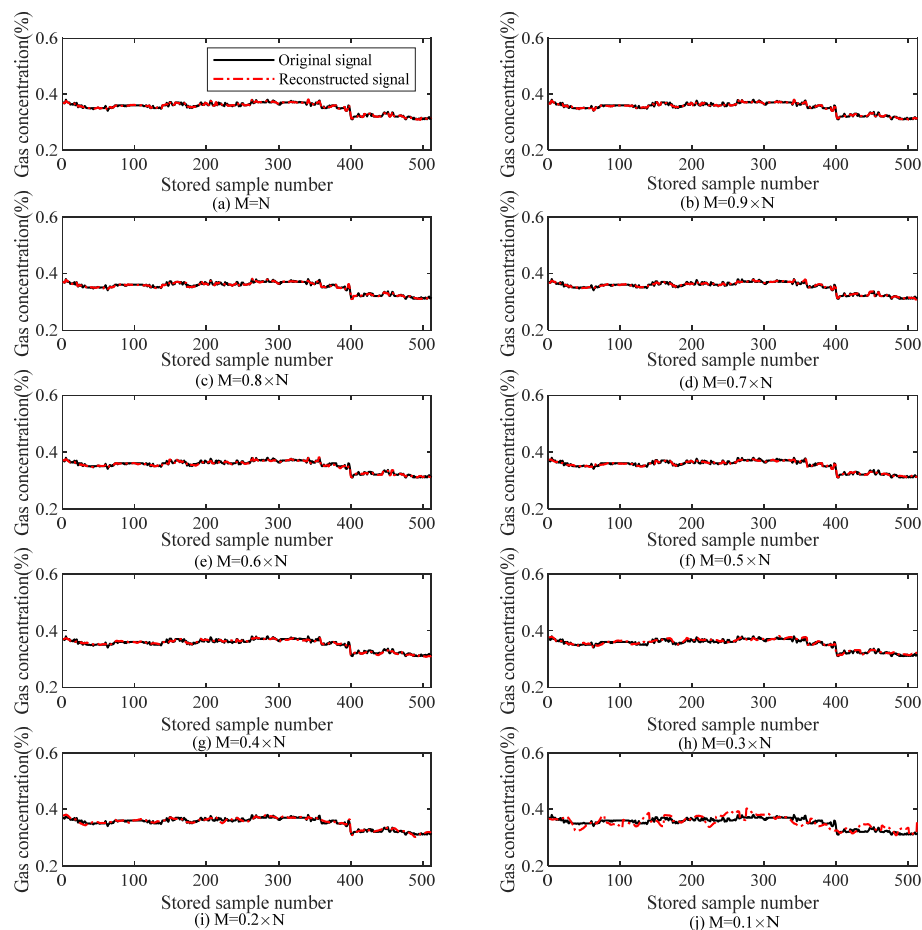 Gas concentration(%)
0.6
0.4
0.2
Original signal
Reconstructed signal
0 100 200 300 400 500
Stored sample number
(a) M=N
Gas concentration(%)
0.6
0.4
0.2
0 100 200 300 400 500
Stored sample number
(b) M=0.9×N
Gas concentration(%)
0.6
0.4
0.2
0 100 200 300 400 500
Stored sample number
(c) M=0.8×N
Gas concentration(%)
0.6
0.4
0.2
0 100 200 300 400 500
Stored sample number
(d) M=0.7×N
Gas concentration(%)
0.6
0.4
0.2
0 100 200 300 400 500
Stored sample number
(e) M=0.6×N
Gas concentration(%)
0.6
0.4
0.2
0 100 200 300 400 500
Stored sample number
(f) M=0.5×N
Gas concentration(%)
0.6
0.4
0.2
0 100 200 300 400 500
Stored sample number
(g) M=0.4×N
Gas concentration(%)
0.6
0.4
0.2
0 100 200 300 400 500
Stored sample number
(h) M=0.3×N
Gas concentration(%)
0.6
0.4
0.2
0 100 200 300 400 500
Stored sample number
(i) M=0.2×N
Gas concentration(%)
0.6
0.4
0.2
0 100 200 300 400 500
Stored sample number
(j) M=0.1×N